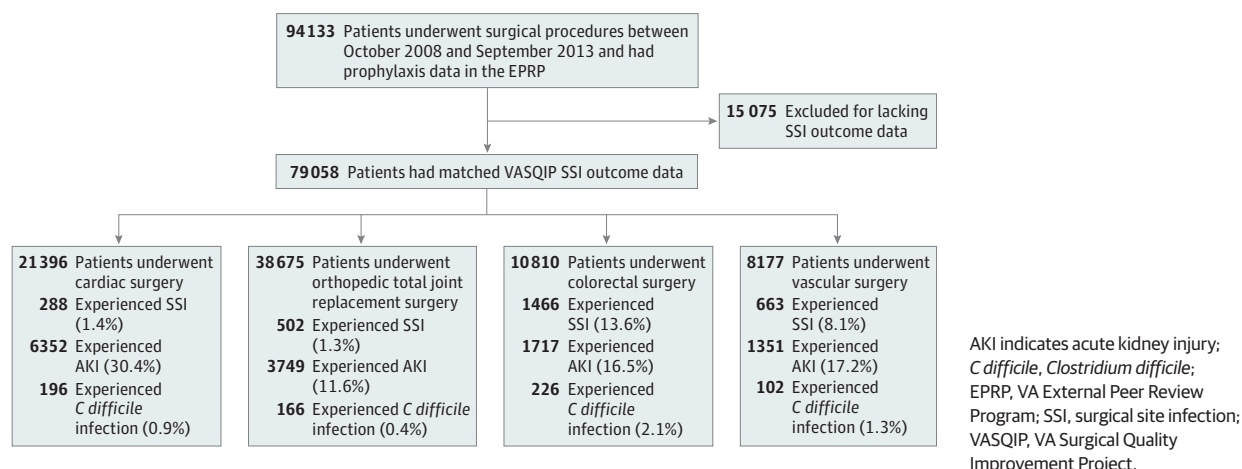 94133 Patients underwent surgical procedures between
October 2008 and September 2013 and had
prophylaxis data in the EPRP
15 075 Excluded for lacking
SSI outcome data
79058 Patients had matched VASQIP SSI outcome data
21396 Patients underwent
cardiac surgery
288 Experienced SSI
(1.4%)
6352 Experienced
AKI (30.4%)
196 Experienced
C difficile
infection (0.9%)
38675 Patients underwent
orthopedic total joint
replacement surgery
502 Experienced SSI
(1.3%)
3749 Experienced AKI
(11.6%)
166 Experienced C difficile
infection (0.4%)
10810 Patients underwent
colorectal surgery
1466 Experienced
SSI (13.6%)
1717 Experienced
AKI (16.5%)
226 Experienced
C difficile
infection (2.1%)
8177 Patients underwent
vascular surgery
663 Experienced
SSI (8.1%)
1351 Experienced
AKI (17.2%)
102 Experienced
C difficile
infection (1.3%)
AKI indicates acute kidney injury;
C difficile, Clostridium difficile;
EPRP, VA External Peer Review
Program; SSI, surgical site infection;
VASQIP, VA Surgical Quality
Improvement Project.